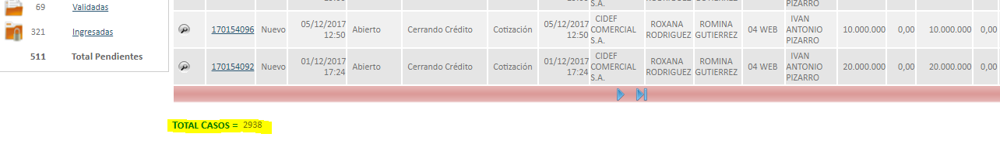 69 Validadas
321 Ingresadas
511 Total Pendientes
S.A.
PIZARRO
170154096 Nuevo 05/12/2017 12:50 Abierto Cerrando Crédito Cotización 05/12/2017 12:50 CIDEF COMERCIAL S.A. ROXANA RODRIGUEZ ROMINA GUTIERREZ 04 WEB IVAN ANTONIO PIZARRO 10.000.000 0,00 10.000.000 0,00
170154092 Nuevo 01/12/2017 17:24 Abierto Cerrando Crédito Cotización 01/12/2017 17:24 CIDEF COMERCIAL S.A. ROXANA RODRIGUEZ ROMINA GUTIERREZ 04 WEB IVAN ANTONIO PIZARRO 20.000.000 0,00 20.000.000 0,00
TOTAL CASOS = 2938